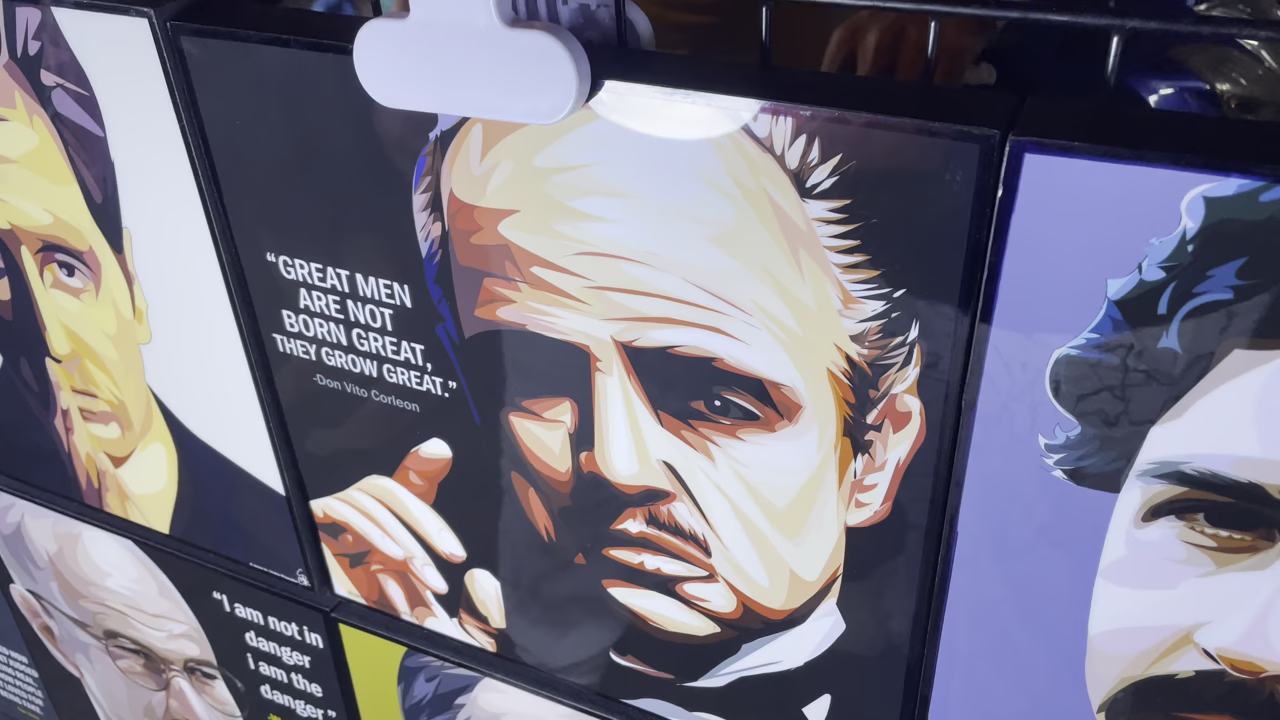 “GREAT MEN
ARE NOT
BORN GREAT,
THEY GROW GREAT.”
-Don Vito Corleon
“I am not in
danger
i am the
danger”